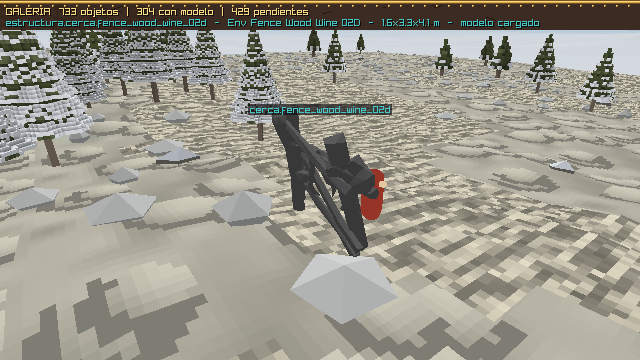 GALERIA 733 objetos | 304 con modelo | 429 pendientes
estructura.cerca.fence_wood_wine_02d - Env Fence Wood Wine 02D - 1.6x3.3x4.1 m - modelo cargado
cerca.fence_wood_wine_02d